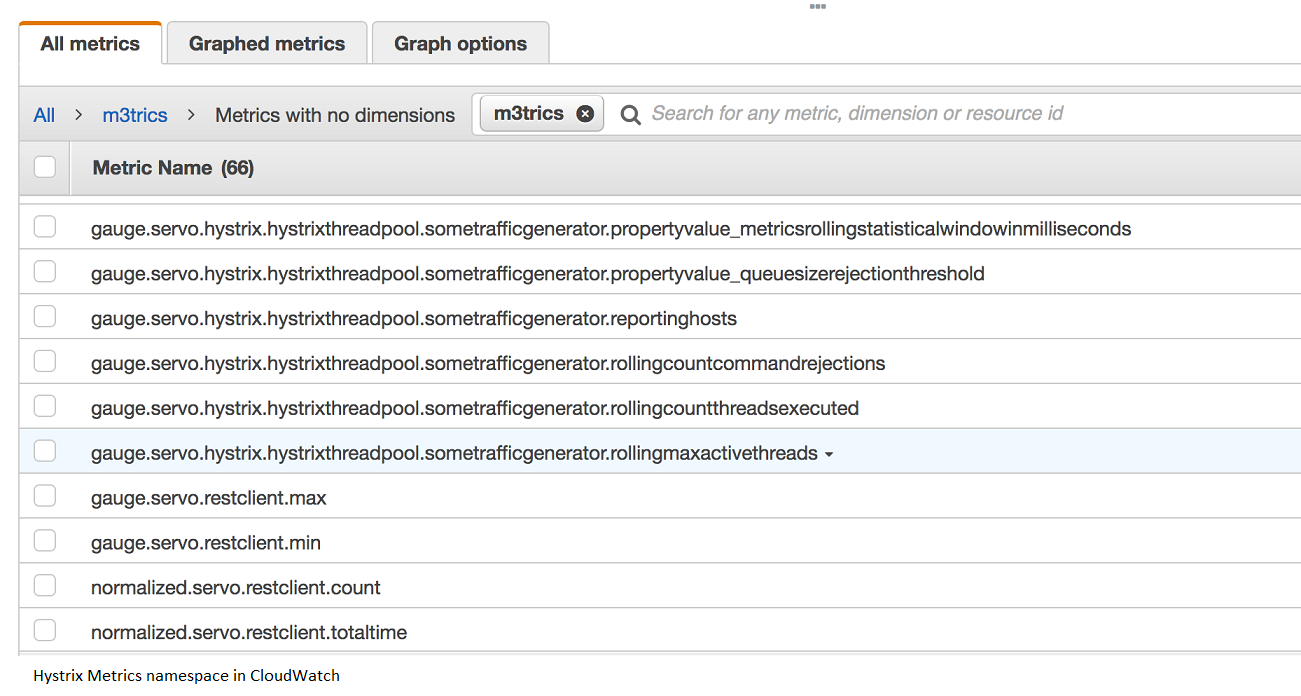 All metrics Graphed metrics Graph options
All > m3trics > Metrics with no dimensions m3trics Search for any metric, dimension or resource id
Metric Name (66)
gauge.servo.hystrix.hystrixthreadpool.sometrafficgenerator.propertyvalue_metricsrollingstatisticalwindowinmilliseconds
gauge.servo.hystrix.hystrixthreadpool.sometrafficgenerator.propertyvalue_queuesizerejectionthreshold
gauge.servo.hystrix.hystrixthreadpool.sometrafficgenerator.reportinghosts
gauge.servo.hystrix.hystrixthreadpool.sometrafficgenerator.rollingcountcommandrejections
gauge.servo.hystrix.hystrixthreadpool.sometrafficgenerator.rollingcountthreadsexecuted
gauge.servo.hystrix.hystrixthreadpool.sometrafficgenerator.rollingmaxactivethreads
gauge.servo.restclient.max
gauge.servo.restclient.min
normalized.servo.restclient.count
normalized.servo.restclient.totaltime
Hystrix Metrics namespace in CloudWatch